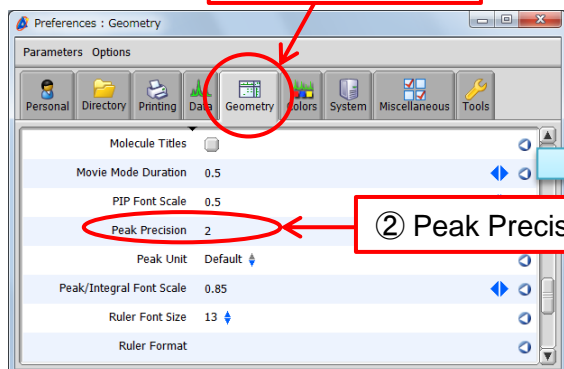 Preferences : Geometry
Parameters Options
Personal Directory Printing Data Geometry Colors System Miscellaneous Tools
Molecule Titles
Movie Mode Duration 0.5
PIP Font Scale 0.5
Peak Precision 2
② Peak Precis
Peak Unit Default
Peak/Integral Font Scale 0.85
Ruler Font Size 13
Ruler Format